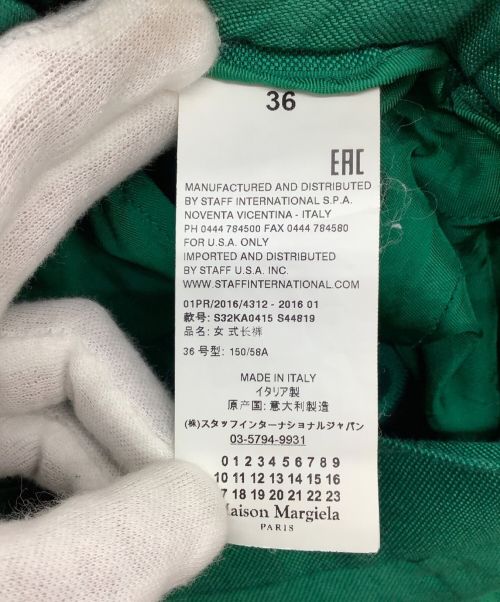 36
EAC
MANUFACTURED AND DISTRIBUTED
BY STAFF INTERNATIONAL S.P.A.
NOVENTA VICENTINA - ITALY
PH 0444 784500 FAX 0444 784580
FOR U.S.A. ONLY
IMPORTED AND DISTRIBUTED
BY STAFF U.S.A. INC.
WWW.STAFFINTERNATIONAL.COM
01PR/2016/4312 - 2016 01
款号: S32KA0415 S44819
品名: 女式长裤
36 号型: 150/58A
MADE IN ITALY
イタリア製
原产国: 意大利製造
(株)スタッフインターナショナルジャパン
03-5794-9931
0 1 2 3 4 5 6 7 8 9
10 11 12 13 14 15 16
7 18 19 20 21 22 23
aison Margiela
PARIS